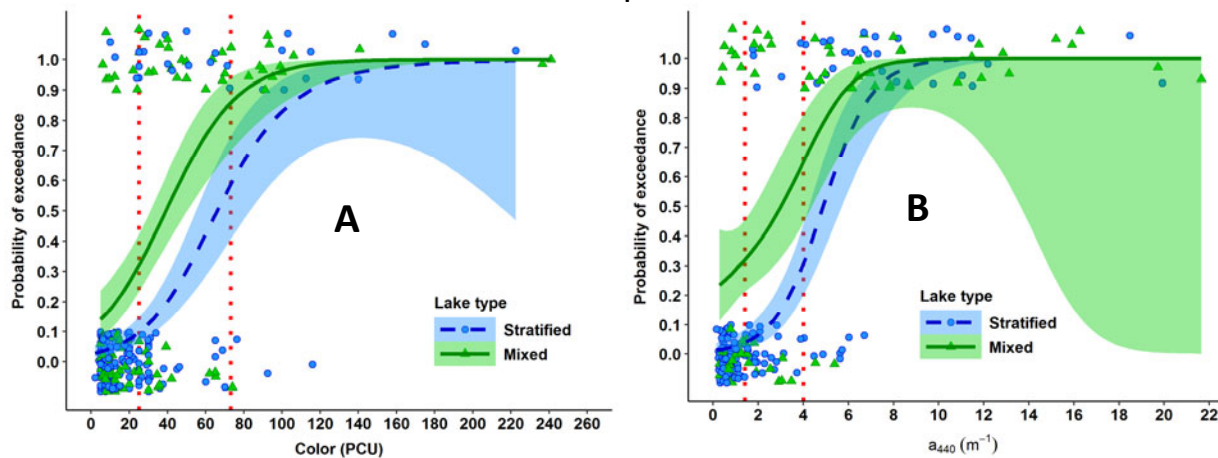 Probability of exceedance
1.0
0.9
0.8
0.7
0.6
0.5
0.4
0.3
0.2
0.1
0.0
A
Lake type
Stratified
Mixed
0 20 40 60 80 100 120 140 160 180 200 220 240 260
Color (PCU)
Probability of exceedance
1.0
0.9
0.8
0.7
0.6
0.5
0.4
0.3
0.2
0.1
0.0
B
Lake type
Stratified
Mixed
0 2 4 6 8 10 12 14 16 18 20 22
a₄₄₀ (m⁻¹)